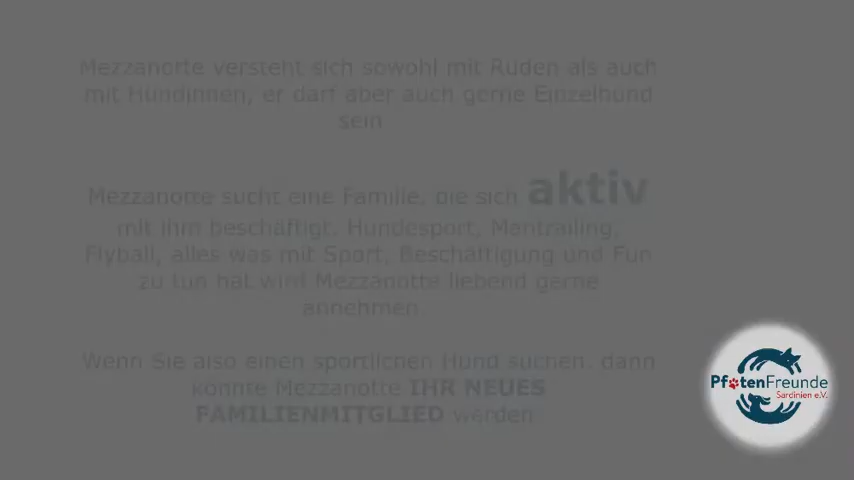 Mezzanotte versteht sich sowohl mit Rüden als auch
mit Hündinnen, er darf aber auch gerne Einzelhund
sein
Mezzanotte sucht eine Familie, die sich aktiv
mit ihm beschäftigt. Hundesport, Mantrailing,
Flyball, alles was mit Sport, Beschäftigung und Fun
zu tun hat wird Mezzanotte liebend gerne
annehmen
Wenn Sie also einen sportlichen Hund suchen, dann
könnte Mezzanotte IHR NEUES
FAMILIENMITGLIED werden
PfotenFreunde
Sardinien e.V.